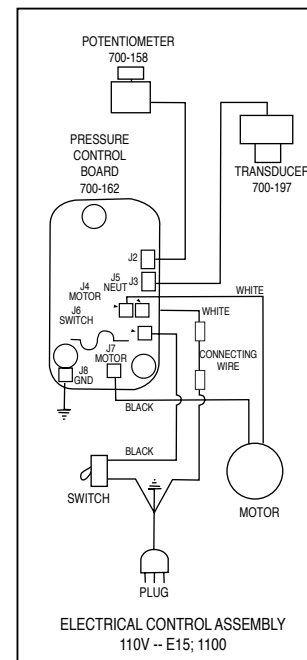 POTENTIOMETER
700-158
PRESSURE
CONTROL
BOARD
700-162
TRANSDUCER
700-197
J2
J3
J5
NEUT
J4
MOTOR
J6
SWITCH
WHITE
WHITE
J7
MOTOR
J8
GND
CONNECTING
WIRE
BLACK
BLACK
SWITCH
MOTOR
PLUG
ELECTRICAL CONTROL ASSEMBLY
110V -- E15; 1100